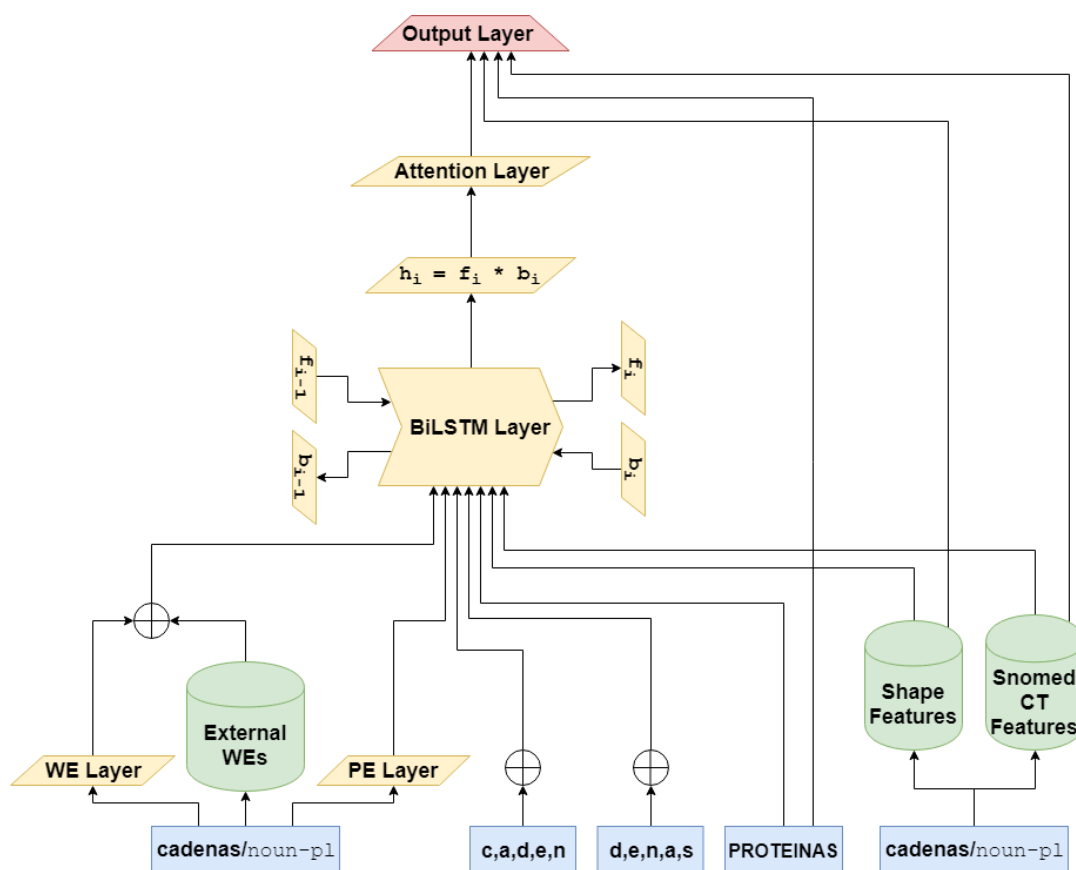 Output Layer
Attention Layer
hᵢ = fᵢ * bᵢ
fᵢ₋₁
fᵢ
BiLSTM Layer
bᵢ₋₁
bᵢ
External
WEs
Shape
Features
Snomed
CT
Features
WE Layer
PE Layer
cadenas/noun-pl
c,a,d,e,n
d,e,n,a,s
PROTEINAS
cadenas/noun-pl